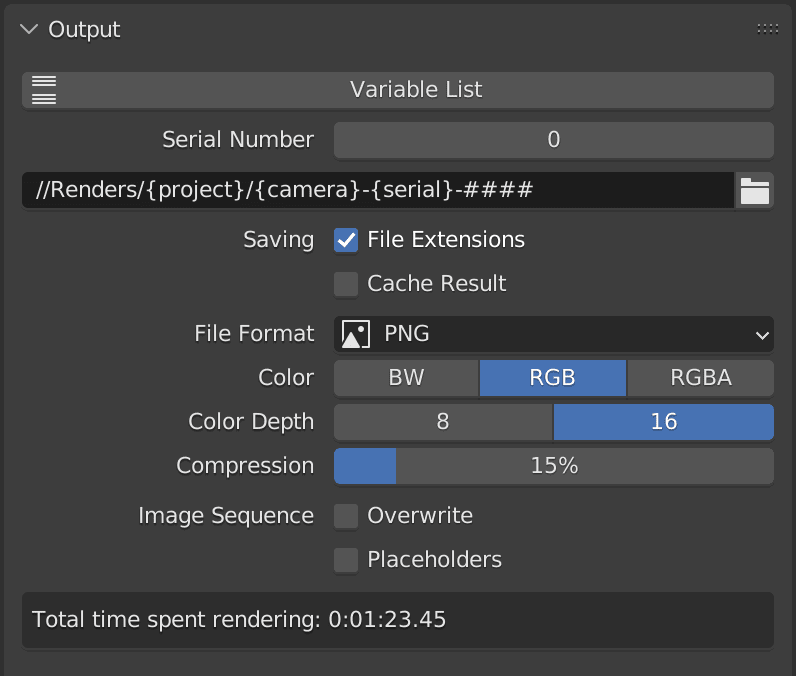 Output
Variable List
Serial Number 0
//Renders/{project}/{camera}-{serial}-####
Saving File Extensions
Cache Result
File Format PNG
Color BW RGB RGBA
Color Depth 8 16
Compression 15%
Image Sequence Overwrite
Placeholders
Total time spent rendering: 0:01:23.45